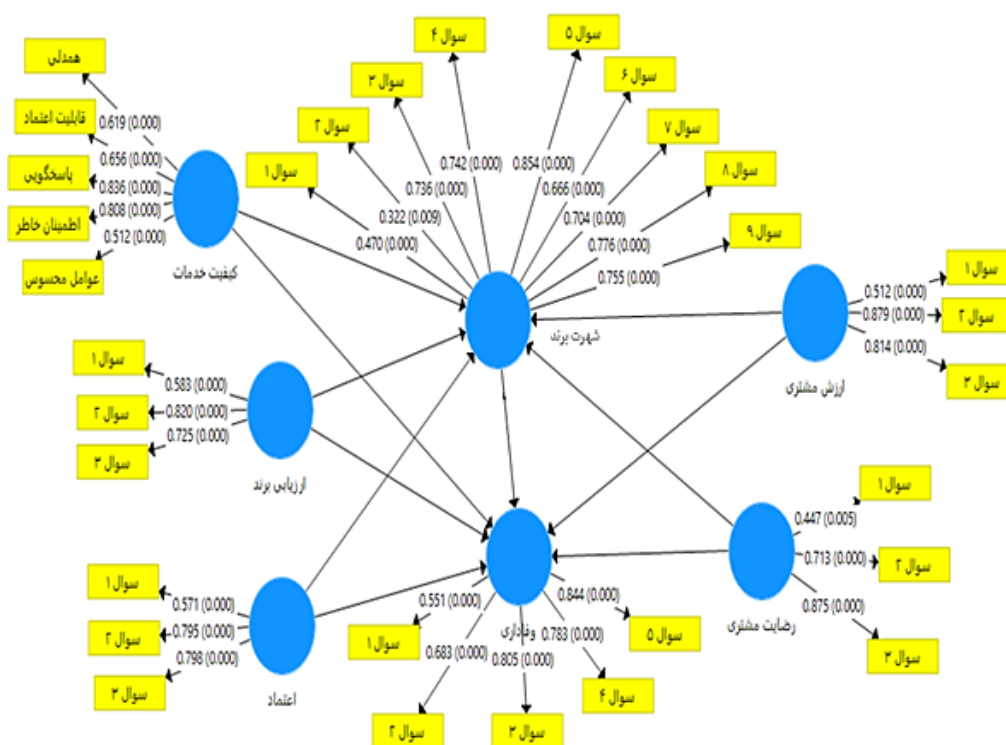 همدلی
قابلیت اعتماد
پاسخگویی
اطمینان خاطر
عوامل محسوس
0.619 (0.000)
0.656 (0.000)
0.836 (0.000)
0.808 (0.000)
0.512 (0.000)
کیفیت خدمات
سوال ۱
سوال ۲
سوال ۳
سوال ۴
سوال ۵
سوال ۶
سوال ۷
سوال ۸
سوال ۹
0.470 (0.000)
0.322 (0.009)
0.736 (0.000)
0.742 (0.000)
0.854 (0.000)
0.666 (0.000)
0.704 (0.000)
0.776 (0.000)
0.755 (0.000)
شهرت برند
سوال ۱
سوال ۲
سوال ۳
0.512 (0.000)
0.879 (0.000)
0.814 (0.000)
ارزش مشتری
سوال ۱
سوال ۲
سوال ۳
0.583 (0.000)
0.820 (0.000)
0.725 (0.000)
ارزیابی برند
سوال ۱
سوال ۲
سوال ۳
0.447 (0.005)
0.713 (0.000)
0.875 (0.000)
رضایت مشتری
سوال ۱
سوال ۲
سوال ۳
0.571 (0.000)
0.795 (0.000)
0.798 (0.000)
اعتماد
وفاداری
0.551 (0.000)
0.683 (0.000)
0.805 (0.000)
0.783 (0.000)
0.844 (0.000)
سوال ۱
سوال ۲
سوال ۳
سوال ۴
سوال ۵